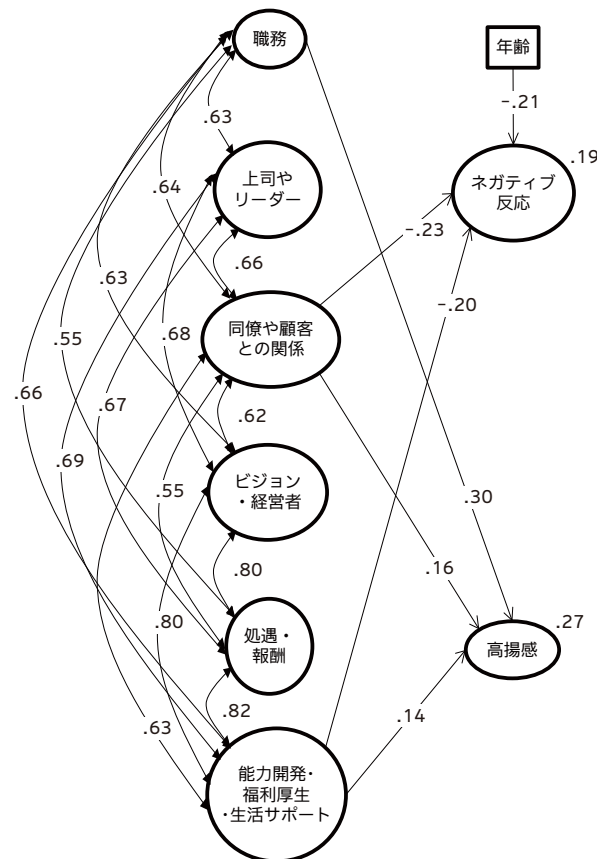 職務
年齢
-.21
.63
.19
上司や
リーダー
ネガティブ
反応
.64
-.23
.66
.63
-.20
.55
.68
同僚や顧客
との関係
.66
.67
.62
.69
.55
ビジョン
・経営者
.30
.80
.16
.80
.27
処遇・
報酬
高揚感
.63
.82
.14
能力開発・
福利厚生
・生活サポート